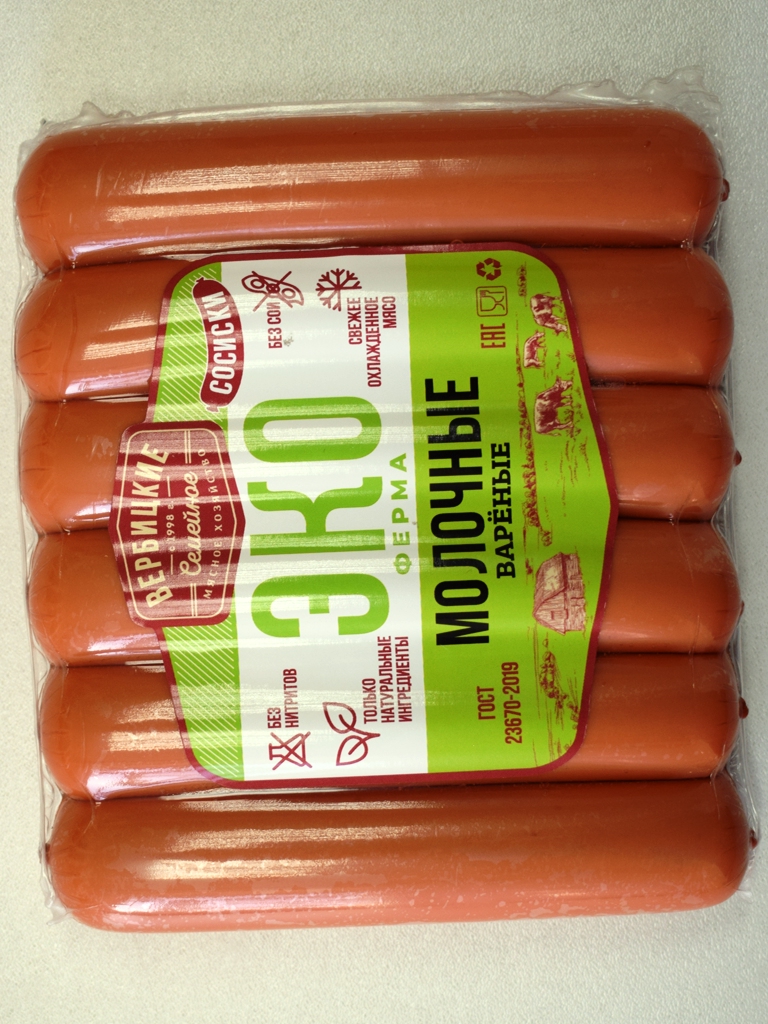 СОСИСКИ
ВЕРБИЦКИЕ
с 1998 г.
Семейное
МЯСНОЕ ХОЗЯЙСТВО
БЕЗ
НИТРИТОВ
ТОЛЬКО
НАТУРАЛЬНЫЕ
ИНГРЕДИЕНТЫ
ЭКО
ФЕРМА
БЕЗ СОИ
СВЕЖЕЕ
ОХЛАЖДЕННОЕ
МЯСО
МОЛОЧНЫЕ
ВАРЁНЫЕ
ГОСТ
23670-2019
EAC